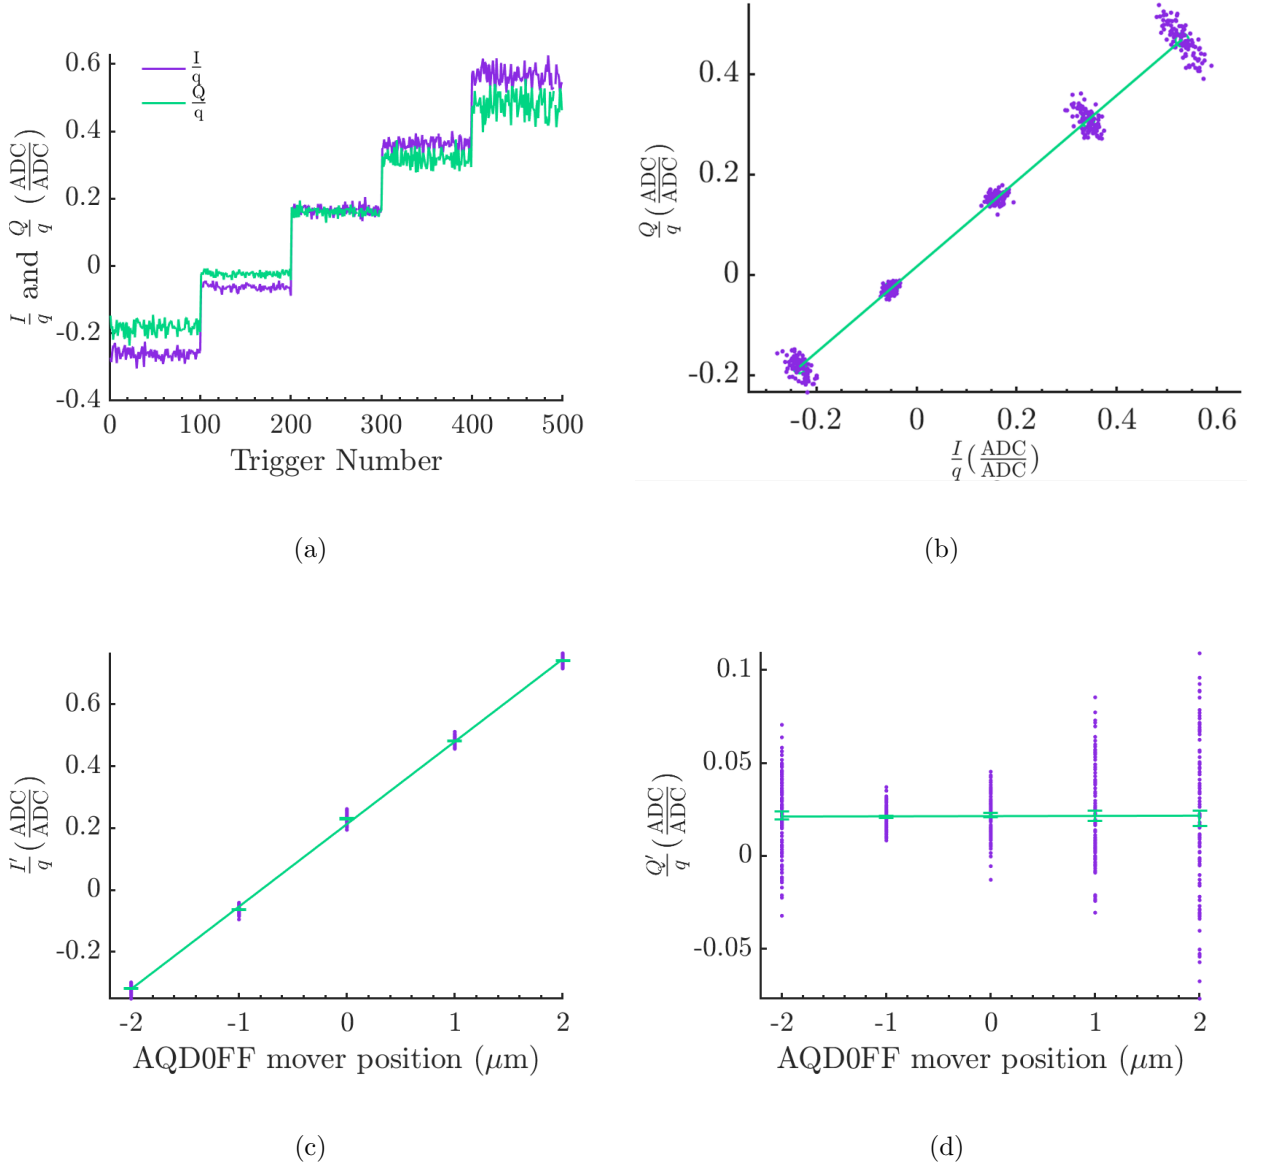 0.6
0.4
0.2
0
-0.2
-0.4
I/q
Q/q
I/q and Q/q (ADC/ADC)
0 100 200 300 400 500
Trigger Number
(a)
0.4
0.2
0
-0.2
Q/q (ADC/ADC)
-0.2 0 0.2 0.4 0.6
I/q (ADC/ADC)
(b)
0.6
0.4
0.2
0
-0.2
I′/q (ADC/ADC)
-2 -1 0 1 2
AQD0FF mover position (μm)
(c)
0.1
0.05
0
-0.05
Q′/q (ADC/ADC)
-2 -1 0 1 2
AQD0FF mover position (μm)
(d)